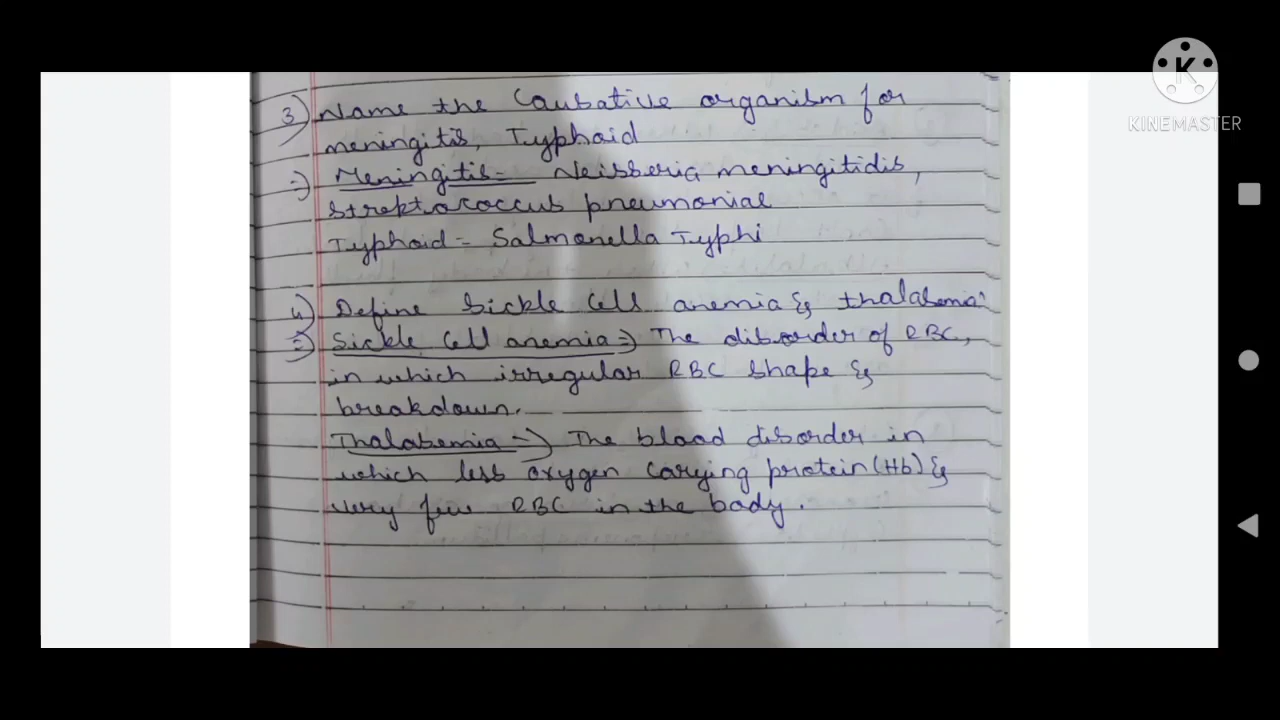 3) Name the Causative organism for
meningitis, Typhoid
=) Meningitis- Neisseria meningitidis,
Streptococcus pneumoniae
Typhoid - Salmonella Typhi
4) Define Sickle Cell anemia & thalasemia:
=) Sickle Cell anemia =) The disorder of RBC,
in which irregular RBC shape &
breakdown.
Thalasemia =) The blood disorder in
which less oxygen carying protein (Hb) &
very few RBC in the body.
K
KINEMASTER